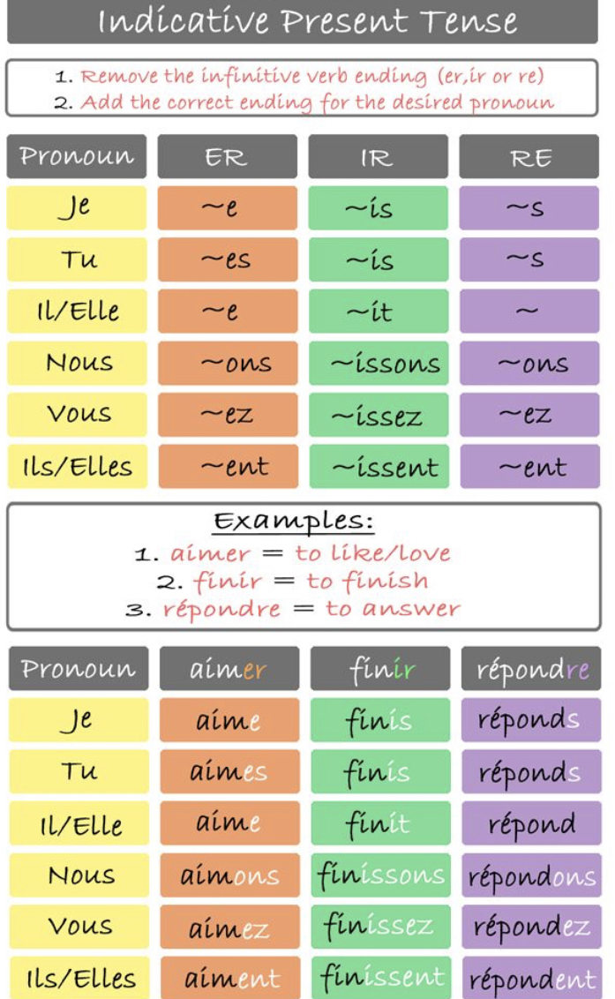 Indicative Present Tense
1. Remove the infinitive verb ending (er,ir or re)
2. Add the correct ending for the desired pronoun
Pronoun ER IR RE
Je ~e ~is ~s
Tu ~es ~is ~s
Il/Elle ~e ~it ~
Nous ~ons ~issons ~ons
Vous ~ez ~issez ~ez
Ils/Elles ~ent ~issent ~ent
Examples:
1. aimer = to like/love
2. finir = to finish
3. répondre = to answer
Pronoun aimer finir répondre
Je aime finis réponds
Tu aimes finis réponds
Il/Elle aime finit répond
Nous aimons finissons répondons
Vous aimez finissez répondez
Ils/Elles aiment finissent répondent